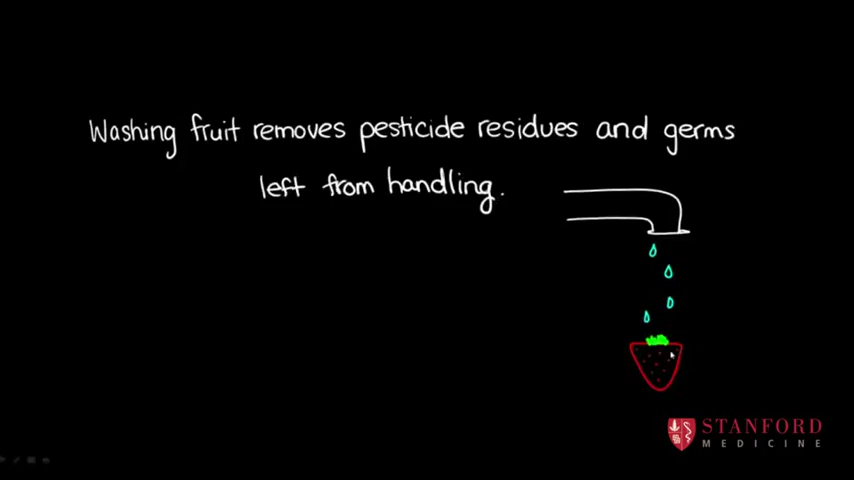 Washing fruit removes pesticide residues and germs
left from handling.
STANFORD
MEDICINE